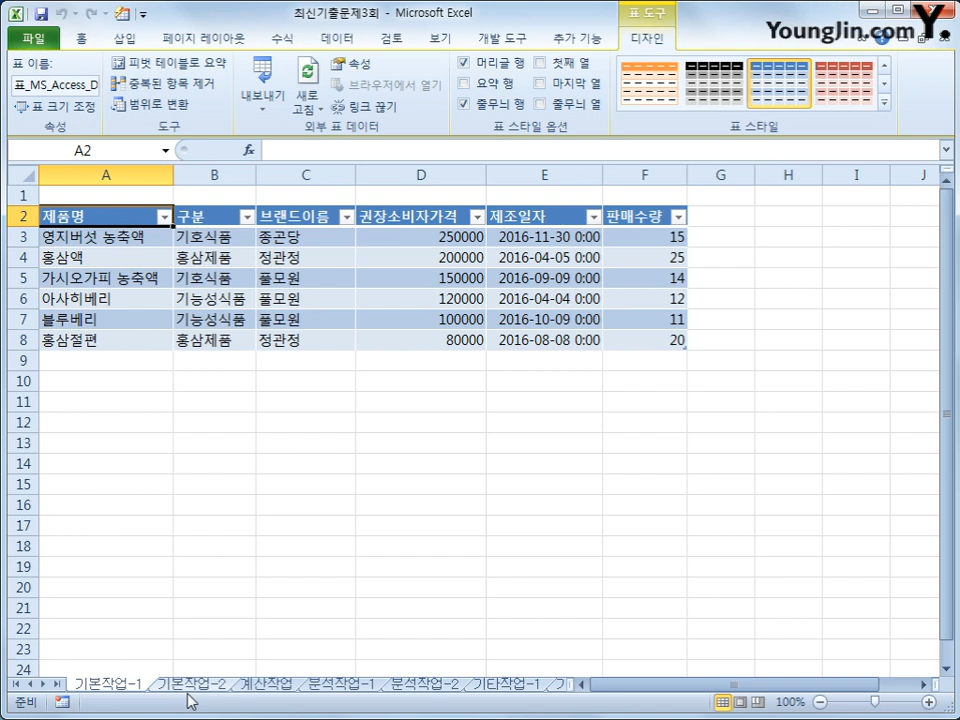 최신기출문제3회 - Microsoft Excel
표 도구
Younglin.com Y.
파일 홈 삽입 페이지 레이아웃 수식 데이터 검토 보기 개발 도구 추가 기능 디자인
표 이름:
표_MS_Access_D
표 크기 조정
속성
피벗 테이블로 요약
중복된 항목 제거
범위로 변환
도구
내보내기
새로 고침
속성
브라우저에서 열기
링크 끊기
외부 표 데이터
머리글 행 첫째 열
요약 행 마지막 열
줄무늬 행 줄무늬 열
표 스타일 옵션
표 스타일
A2 fx
A B C D E F G H I J
1
2 제품명 구분 브랜드이름 권장소비자가격 제조일자 판매수량
3 영지버섯 농축액 기호식품 종곤당 250000 2016-11-30 0:00 15
4 홍삼액 홍삼제품 정관정 200000 2016-04-05 0:00 25
5 가시오가피 농축액 기호식품 풀모원 150000 2016-09-09 0:00 14
6 아사히베리 기능성식품 풀모원 120000 2016-04-04 0:00 12
7 블루베리 기능성식품 풀모원 100000 2016-10-09 0:00 11
8 홍삼절편 홍삼제품 정관정 80000 2016-08-08 0:00 20
9
10
11
12
13
14
15
16
17
18
19
20
21
22
23
24
기본작업-1 기본작업-2 계산작업 분석작업-1 분석작업-2 기타작업-1
준비 100%